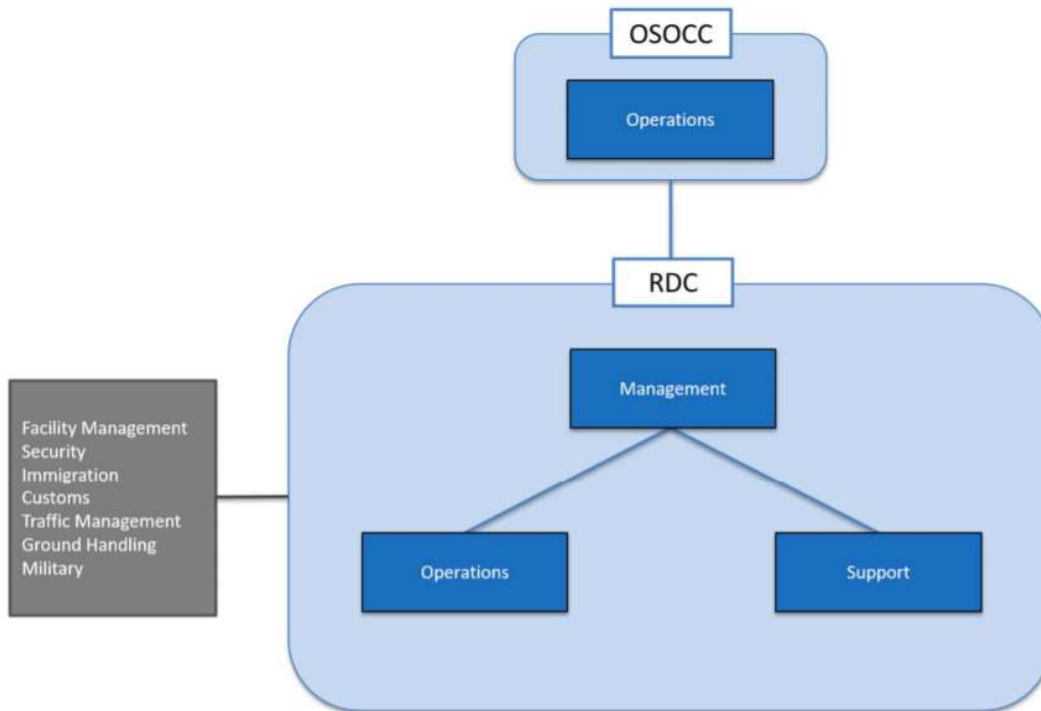 OSOCC
Operations
RDC
Management
Facility Management
Security
Immigration
Customs
Traffic Management
Ground Handling
Military
Operations
Support